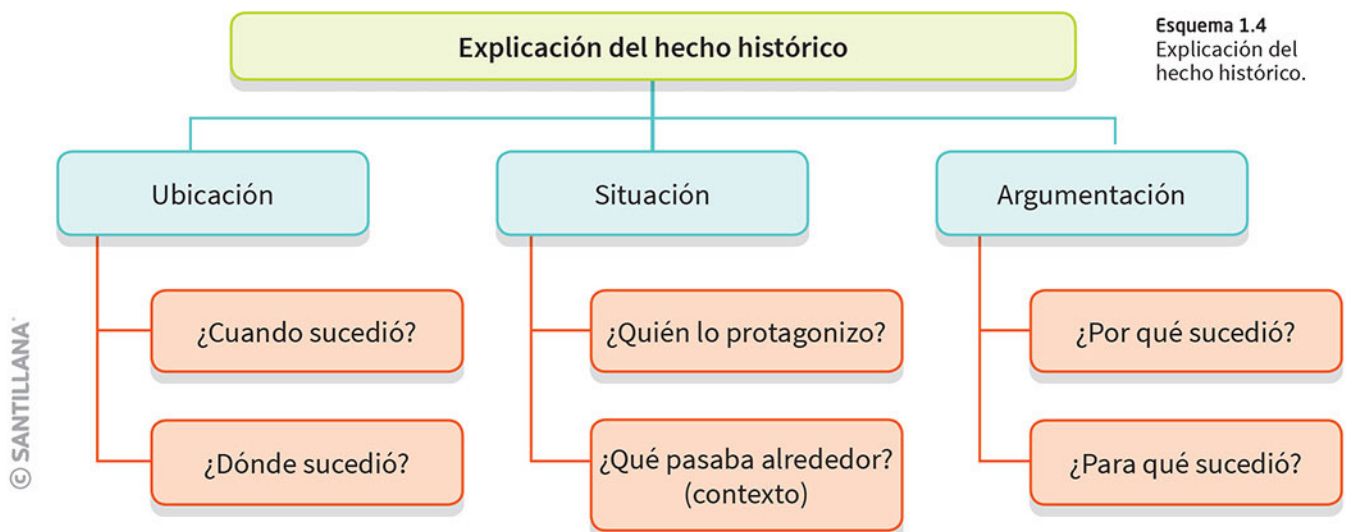 Explicación del hecho histórico
Esquema 1.4
Explicación del
hecho histórico.
Ubicación
Situación
Argumentación
¿Cuando sucedió?
¿Quién lo protagonizo?
¿Por qué sucedió?
¿Dónde sucedió?
¿Qué pasaba alrededor?
(contexto)
¿Para qué sucedió?
© SANTILLANA